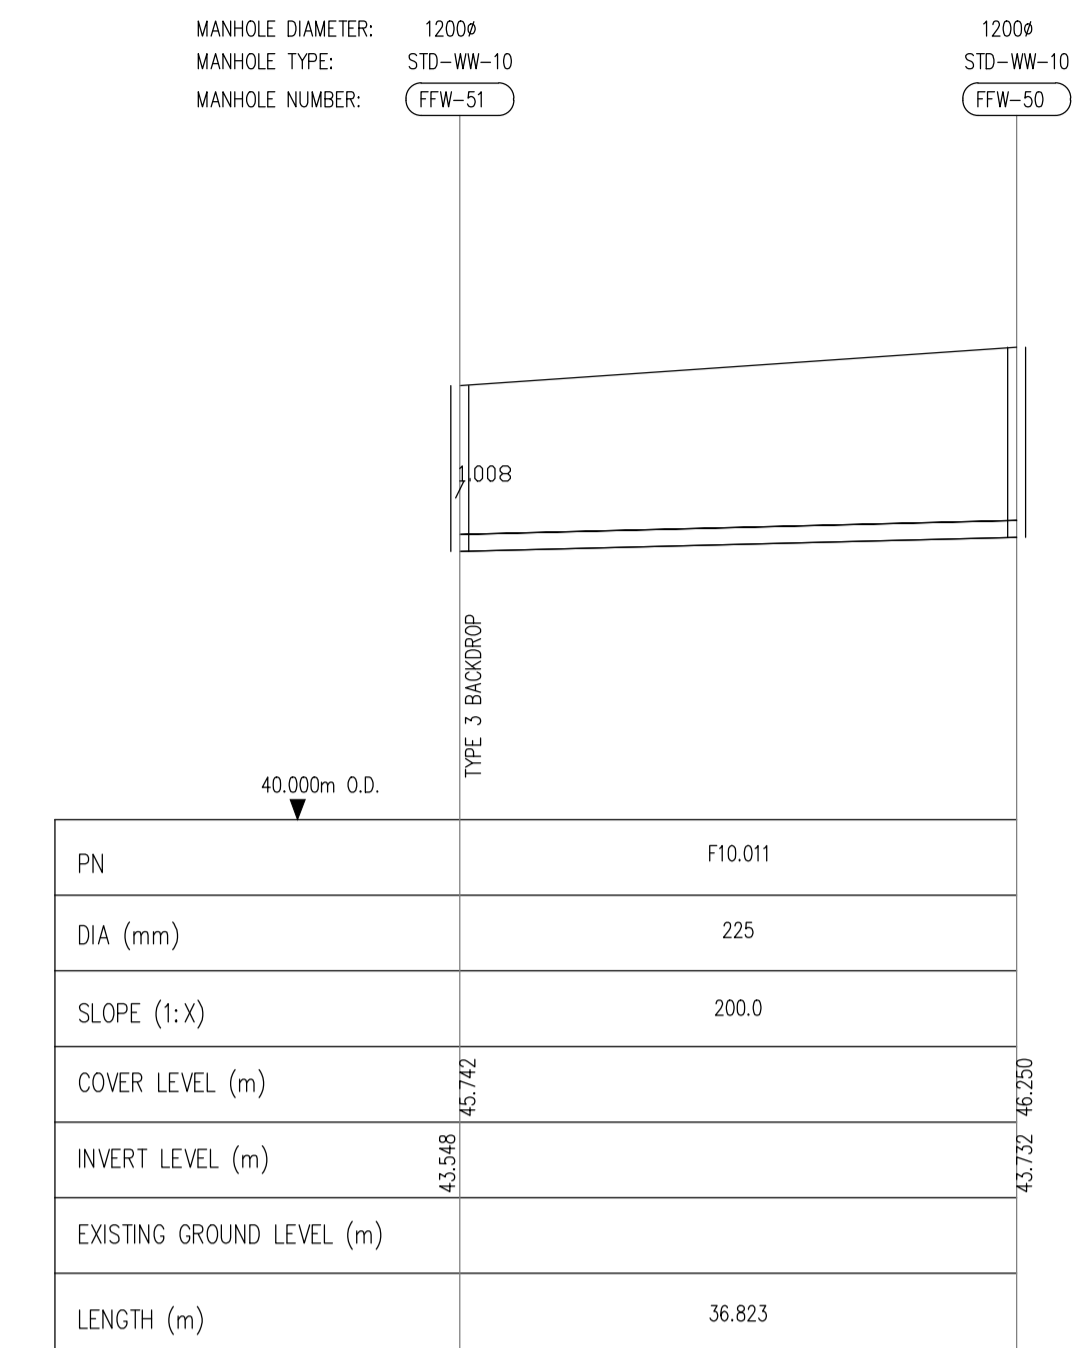 MANHOLE DIAMETER: 1200ø 1200ø
MANHOLE TYPE: STD-WW-10 STD-WW-10
MANHOLE NUMBER: FFW-51 FFW-50
1.008
TYPE 3 BACKDROP
40.000m O.D.
PN F10.011
DIA (mm) 225
SLOPE (1:X) 200.0
COVER LEVEL (m) 45.742 46.250
INVERT LEVEL (m) 43.548 43.732
EXISTING GROUND LEVEL (m)
LENGTH (m) 36.823